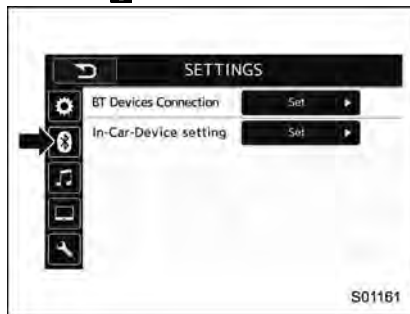 SETTINGS
BT Devices Connection Set
In-Car-Device setting Set
S01161